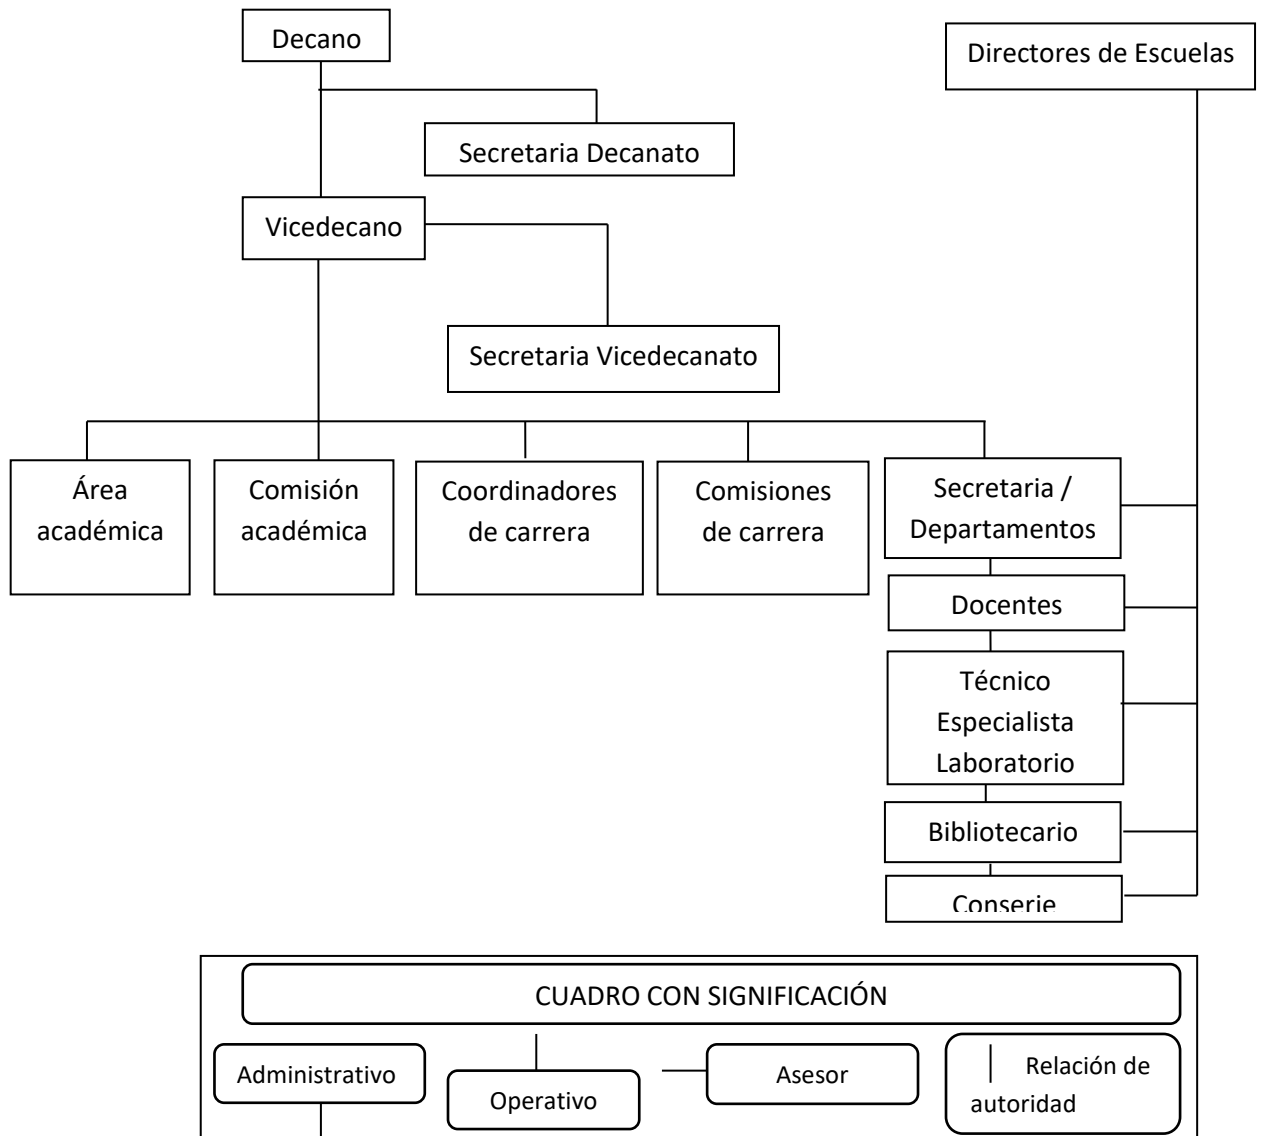 Decano
Directores de Escuelas
Secretaria Decanato
Vicedecano
Secretaria Vicedecanato
Área
académica
Comisión
académica
Coordinadores
de carrera
Comisiones
de carrera
Secretaria /
Departamentos
Docentes
Técnico
Especialista
Laboratorio
Bibliotecario
Conserje
CUADRO CON SIGNIFICACIÓN
Administrativo
Operativo
Asesor
Relación de
autoridad